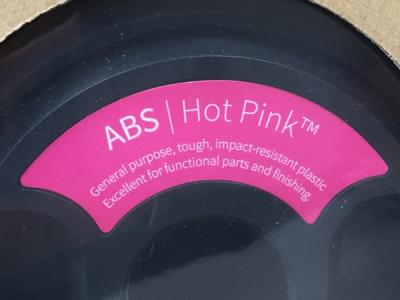 ABS | Hot Pink™
General purpose, tough, impact-resistant plastic
Excellent for functional parts and finishing.